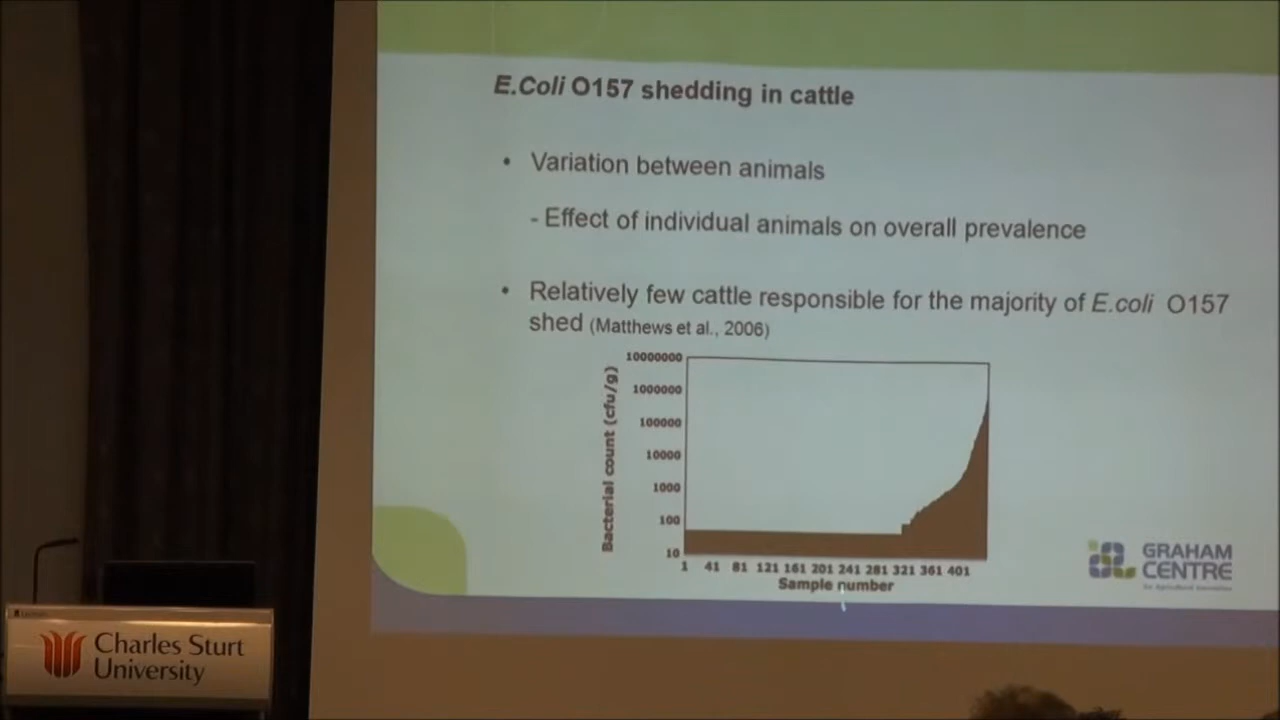 E.Coli O157 shedding in cattle
• Variation between animals
- Effect of individual animals on overall prevalence
• Relatively few cattle responsible for the majority of E.coli O157
shed (Matthews et al., 2006)
10000000
1000000
100000
10000
1000
100
10
Bacterial count (cfu/g)
1 41 81 121 161 201 241 281 321 361 401
Sample number
GRAHAM
CENTRE
Charles Sturt
University